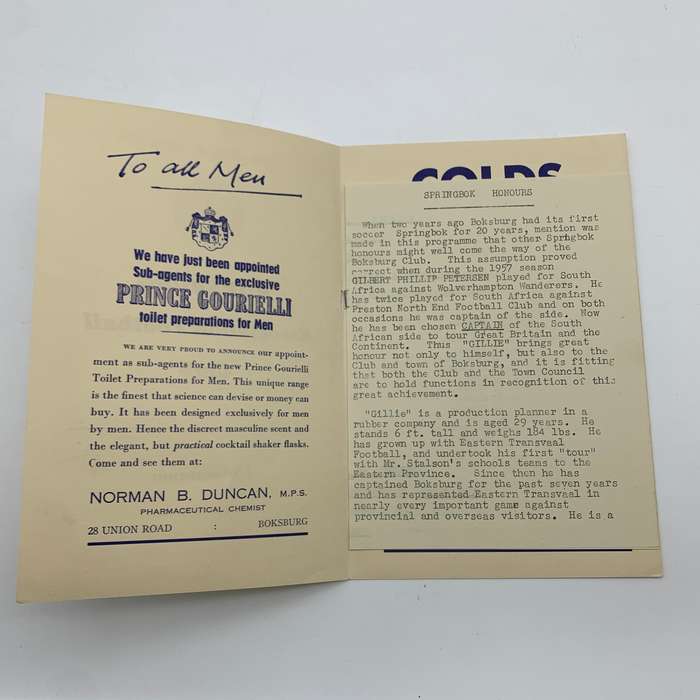 To all Men
We have just been appointed
Sub-agents for the exclusive
PRINCE GOURIELLI
toilet preparations for Men
WE ARE VERY PROUD TO ANNOUNCE our appoint-
ment as sub-agents for the new Prince Gourielli
Toilet Preparations for Men. This unique range
is the finest that science can devise or money can
buy. It has been designed exclusively for men
by men. Hence the discreet masculine scent and
the elegant, but practical cocktail shaker flasks.
Come and see them at:
NORMAN B. DUNCAN, M.P.S.
PHARMACEUTICAL CHEMIST
28 UNION ROAD : BOKSBURG
COLDS
SPRINGBOK HONOURS
When two years ago Boksburg had its first
soccer Springbok for 20 years, mention was
made in this programme that other Springbok
honours might well come the way of the
Boksburg Club. This assumption proved
correct when during the 1957 season
GILBERT PHILLIP PETERSEN played for South
Africa against Wolverhampton Wanderers. He
has twice played for South Africa against
Preston North End Football Club and on both
occasions he was captain of the side. Now
he has been chosen CAPTAIN of the South
African side to tour Great Britain and the
Continent. Thus "GILLIE" brings great
honour not only to himself, but also to the
Club and town of Boksburg, and it is fitting
that both the Club and the Town Council
are to hold functions in recognition of this
great achievement.
"Gillie" is a production planner in a
rubber company and is aged 29 years. He
stands 6 ft. tall and weighs 184 lbs. He
has grown up with Eastern Transvaal
Football, and undertook his first "tour"
with Mr. Stalson's schools teams to the
Eastern Province. Since then he has
captained Boksburg for the past seven years
and has represented Eastern Transvaal in
nearly every important game against
provincial and overseas visitors. He is a